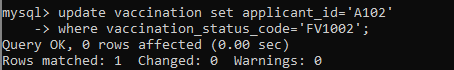 mysql> update vaccination set applicant_id='A102'
    -> where vaccination_status_code='FV1002';
Query OK, 0 rows affected (0.00 sec)
Rows matched: 1  Changed: 0  Warnings: 0